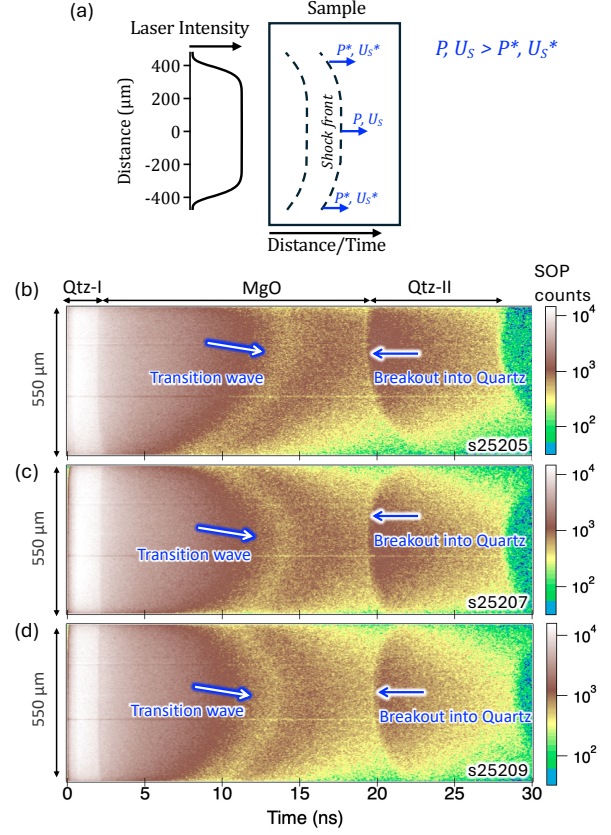 (a)
Laser Intensity
Sample
Distance (µm)
400
200
0
-200
-400
P*, US*
P, US
P*, US*
Shock front
Distance/Time
P, US > P*, US*
(b)
Qtz-I
MgO
Qtz-II
SOP
counts
550 µm
Transition wave
Breakout into Quartz
s25205
10⁴
10³
10²
(c)
550 µm
Transition wave
Breakout into Quartz
s25207
10⁴
10³
10²
(d)
550 µm
Transition wave
Breakout into Quartz
s25209
10⁴
10³
10²
0 5 10 15 20 25 30
Time (ns)